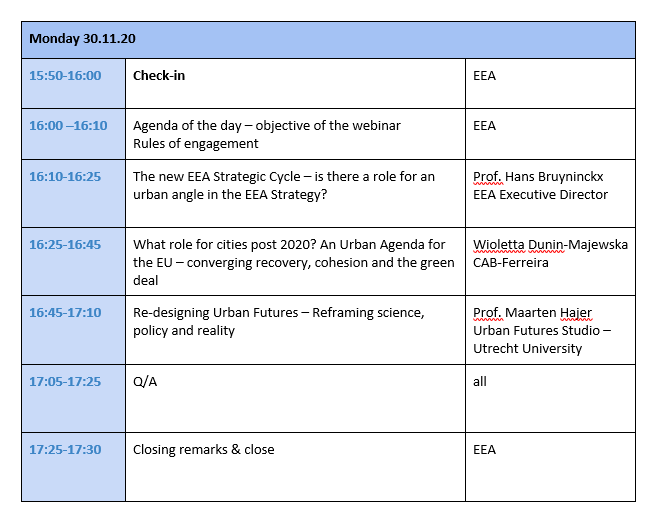 Monday 30.11.20
15:50-16:00
Check-in
EEA
16:00 –16:10
Agenda of the day – objective of the webinar
Rules of engagement
EEA
16:10-16:25
The new EEA Strategic Cycle – is there a role for an
urban angle in the EEA Strategy?
Prof. Hans Bruyninckx
EEA Executive Director
16:25-16:45
What role for cities post 2020? An Urban Agenda for
the EU – converging recovery, cohesion and the green
deal
Wioletta Dunin-Majewska
CAB-Ferreira
16:45-17:10
Re-designing Urban Futures – Reframing science,
policy and reality
Prof. Maarten Hajer
Urban Futures Studio –
Utrecht University
17:05-17:25
Q/A
all
17:25-17:30
Closing remarks & close
EEA